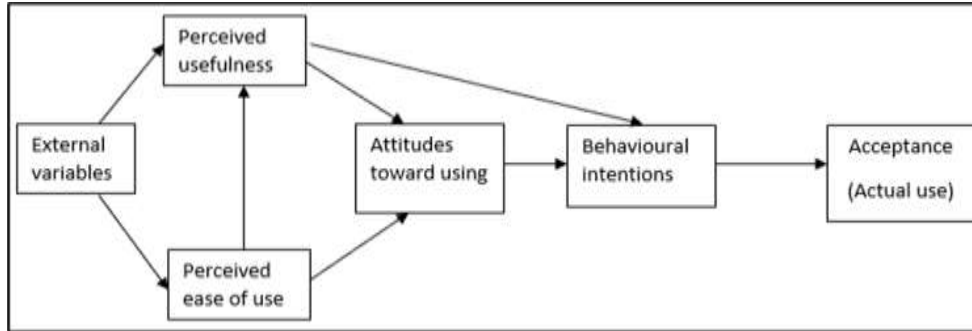 Perceived
usefulness
External
variables
Attitudes
toward using
Behavioural
intentions
Acceptance
(Actual use)
Perceived
ease of use